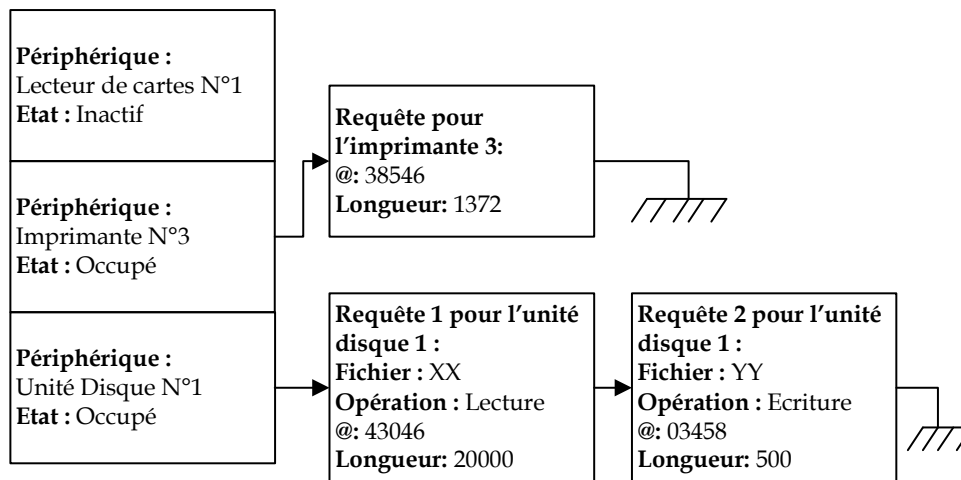 Périphérique :
Lecteur de cartes N°1
Etat : Inactif
Requête pour
l'imprimante 3:
@: 38546
Longueur: 1372
Périphérique :
Imprimante N°3
Etat : Occupé
Périphérique :
Unité Disque N°1
Etat : Occupé
Requête 1 pour l'unité
disque 1 :
Fichier : XX
Opération : Lecture
@: 43046
Longueur: 20000
Requête 2 pour l'unité
disque 1 :
Fichier : YY
Opération : Ecriture
@: 03458
Longueur: 500